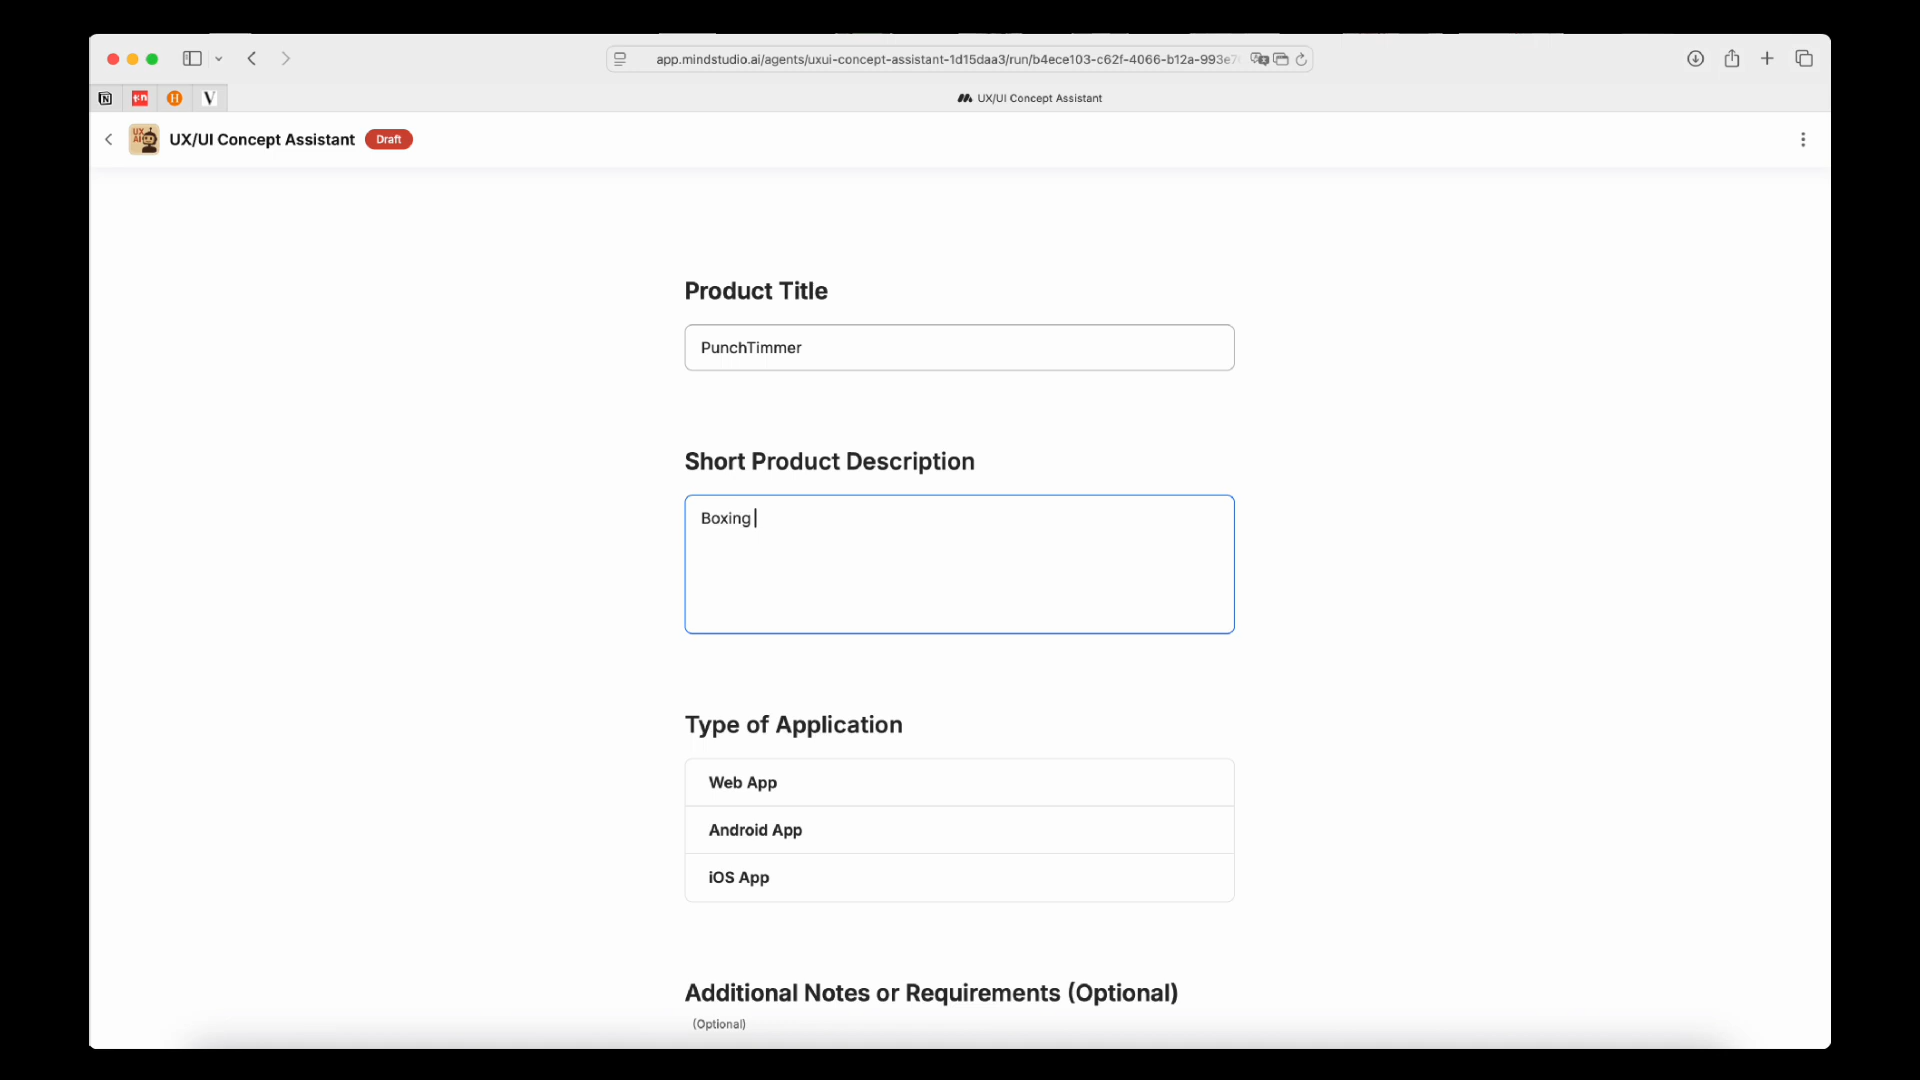 app.mindstudio.ai/agents/uxui-concept-assistant-1d15daa3/run/b4ece103-c62f-4066-b12a-993e7
H V UX/UI Concept Assistant
UX/UI Concept Assistant Draft
Product Title
PunchTimmer
Short Product Description
Boxing
Type of Application
Web App
Android App
iOS App
Additional Notes or Requirements (Optional)
(Optional)